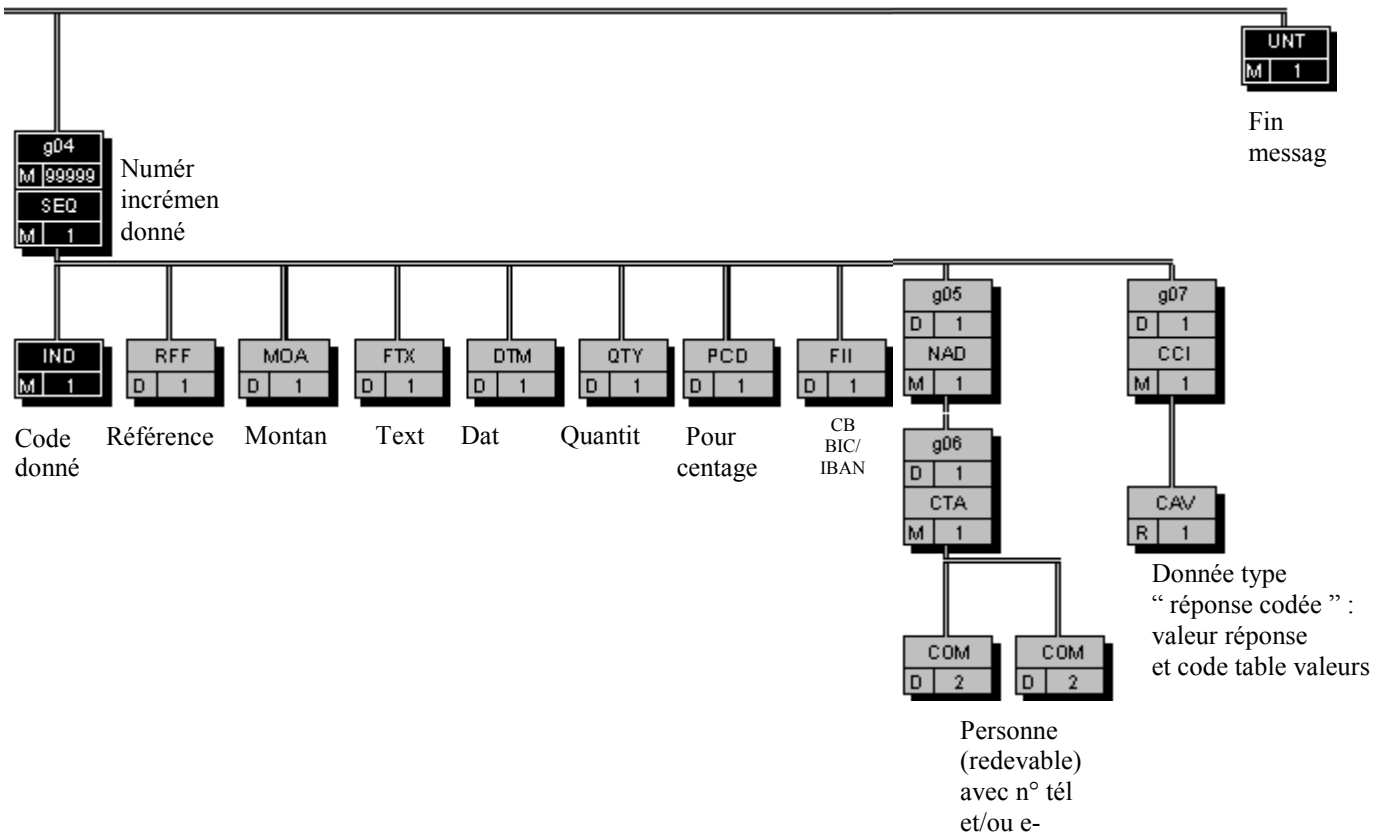 UNT
M 1
Fin
messag
g04
M 99999
SEQ
M 1
Numér
incrémen
donné
IND
M 1
Code
donné
RFF
D 1
Référence
MOA
D 1
Montan
FTX
D 1
Text
DTM
D 1
Dat
QTY
D 1
Quantit
PCD
D 1
Pour
centage
FII
D 1
CB
BIC/
IBAN
g05
D 1
NAD
M 1
g06
D 1
CTA
M 1
COM
D 2
COM
D 2
Personne
(redevable)
avec n° tél
et/ou e-
g07
D 1
CCI
M 1
CAV
R 1
Donnée type
“ réponse codée ” :
valeur réponse
et code table valeurs